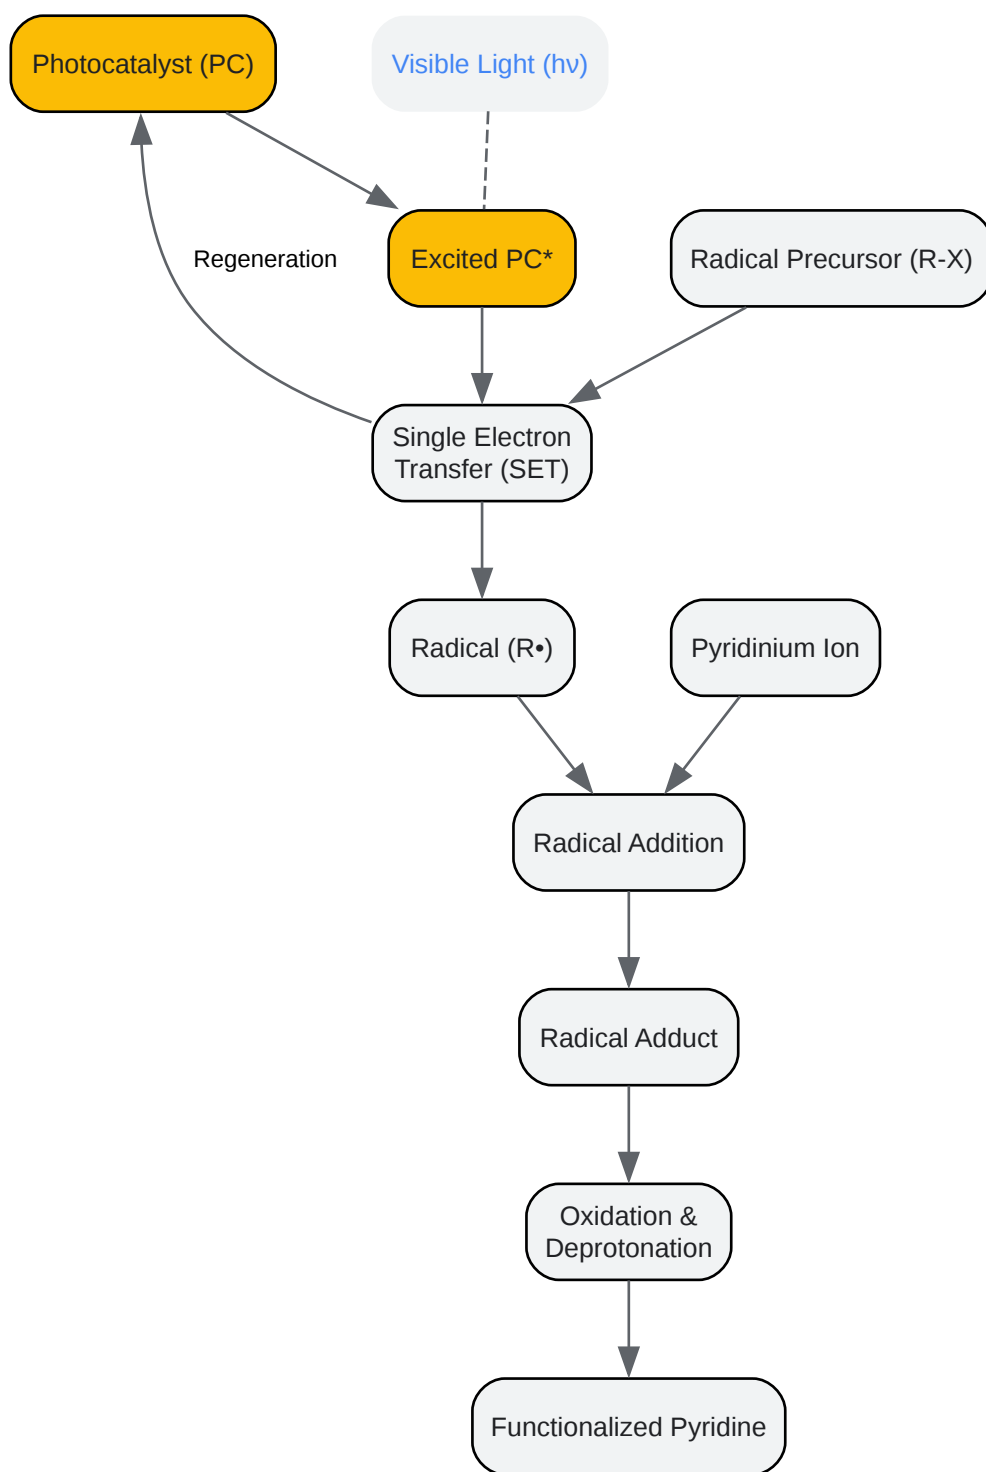 Photocatalyst (PC)
Visible Light (hν)
Regeneration
Excited PC*
Radical Precursor (R-X)
Single Electron
Transfer (SET)
Radical (R•)
Pyridinium Ion
Radical Addition
Radical Adduct
Oxidation &
Deprotonation
Functionalized Pyridine